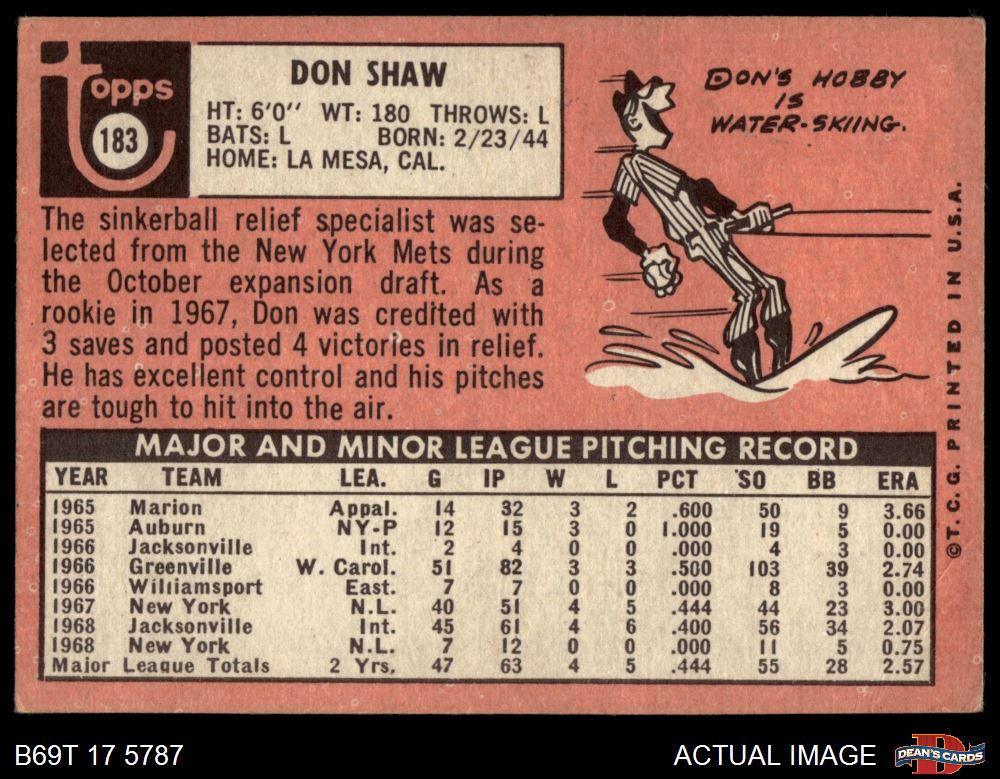 Topps
183
DON SHAW
HT: 6'0" WT: 180 THROWS: L
BATS: L BORN: 2/23/44
HOME: LA MESA, CAL.
DON'S HOBBY
IS
WATER-SKIING.
The sinkerball relief specialist was se-
lected from the New York Mets during
the October expansion draft. As a
rookie in 1967, Don was credited with
3 saves and posted 4 victories in relief.
He has excellent control and his pitches
are tough to hit into the air.
MAJOR AND MINOR LEAGUE PITCHING RECORD
YEAR TEAM LEA. G IP W L PCT SO BB ERA
1965 Marion Appal. 14 32 3 2 .600 50 9 3.66
1965 Auburn NY-P 12 15 3 0 1.000 19 5 0.00
1966 Jacksonville Int. 2 4 0 0 .000 4 3 0.00
1966 Greenville W. Carol. 51 82 3 3 .500 103 39 2.74
1966 Williamsport East. 7 7 0 0 .000 8 3 0.00
1967 New York N.L. 40 51 4 5 .444 44 23 3.00
1968 Jacksonville Int. 45 61 4 6 .400 56 34 2.07
1968 New York N.L. 7 12 0 0 .000 11 5 0.75
Major League Totals 2 Yrs. 47 63 4 5 .444 55 28 2.57
©T.C.G. PRINTED IN U.S.A.
B69T 17 5787
ACTUAL IMAGE
D
DEAN'S CARDS